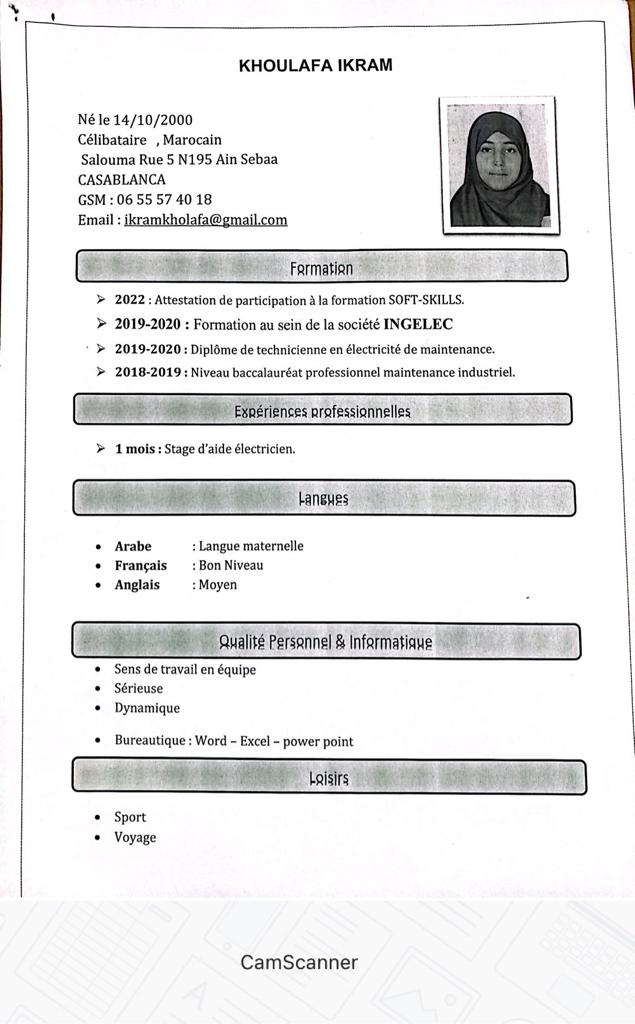 KHOULAFA IKRAM
Né le 14/10/2000
Célibataire , Marocain
Salouma Rue 5 N195 Ain Sebaa
CASABLANCA
GSM : 06 55 57 40 18
Email : ikramkholafa@gmail.com
Formation
➢ 2022 : Attestation de participation à la formation SOFT-SKILLS.
➢ 2019-2020 : Formation au sein de la société INGELEC
➢ 2019-2020 : Diplôme de technicienne en électricité de maintenance.
➢ 2018-2019 : Niveau baccalauréat professionnel maintenance industriel.
Expériences professionnelles
➢ 1 mois : Stage d'aide électricien.
Langues
• Arabe : Langue maternelle
• Français : Bon Niveau
• Anglais : Moyen
Qualité Personnel & Informatique
• Sens de travail en équipe
• Sérieuse
• Dynamique
• Bureautique : Word – Excel – power point
Loisirs
• Sport
• Voyage
CamScanner